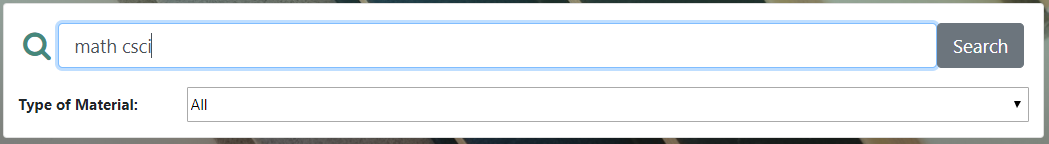 math csci
Search
Type of Material:
All